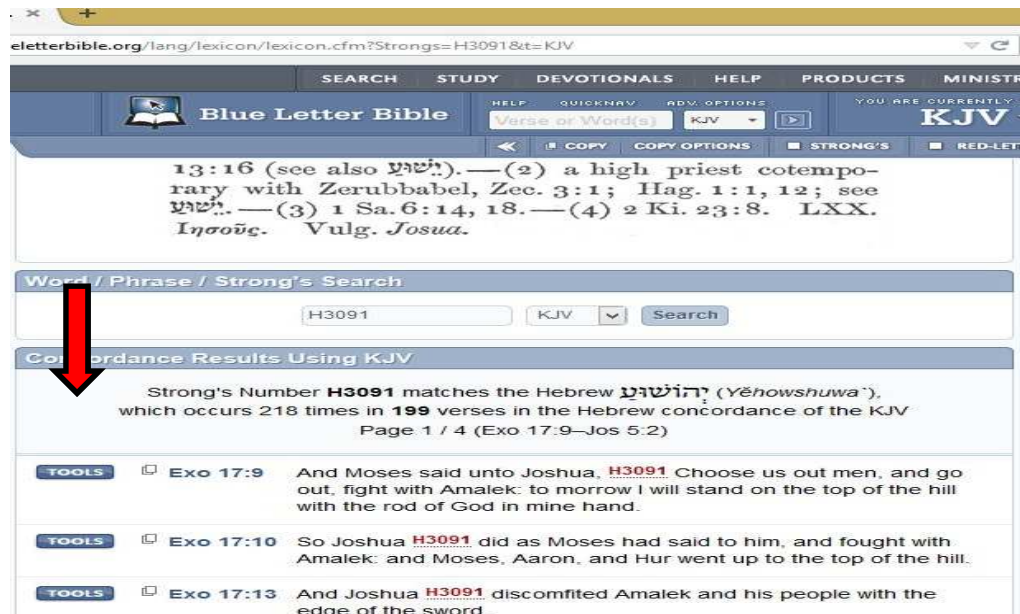 eletterbible.org/lang/lexicon/lexicon.cfm?Strongs=H3091&t=KJV
SEARCH STUDY DEVOTIONALS HELP PRODUCTS MINISTR
Blue Letter Bible
HELP QUICKNAV ADV. OPTIONS
YOU ARE CURRENTLY
Verse or Word(s) KJV
KJV
COPY COPY OPTIONS STRONG'S RED-LET
13:16 (see also יֵשׁוּעַ).—(2) a high priest cotempo-
rary with Zerubbabel, Zec. 3:1; Hag. 1:1, 12; see
יֵשׁוּעַ.—(3) 1 Sa. 6:14, 18.—(4) 2 Ki. 23:8. LXX.
Ιησοῦς. Vulg. Josua.
Word / Phrase / Strong's Search
H3091 KJV Search
Concordance Results Using KJV
Strong's Number H3091 matches the Hebrew יְהוֹשׁוּעַ (Yĕhowshuwa`),
which occurs 218 times in 199 verses in the Hebrew concordance of the KJV
Page 1 / 4 (Exo 17:9–Jos 5:2)
TOOLS Exo 17:9 And Moses said unto Joshua, H3091 Choose us out men, and go
out, fight with Amalek: to morrow I will stand on the top of the hill
with the rod of God in mine hand.
TOOLS Exo 17:10 So Joshua H3091 did as Moses had said to him, and fought with
Amalek: and Moses, Aaron, and Hur went up to the top of the hill.
TOOLS Exo 17:13 And Joshua H3091 discomfited Amalek and his people with the
edge of the sword.